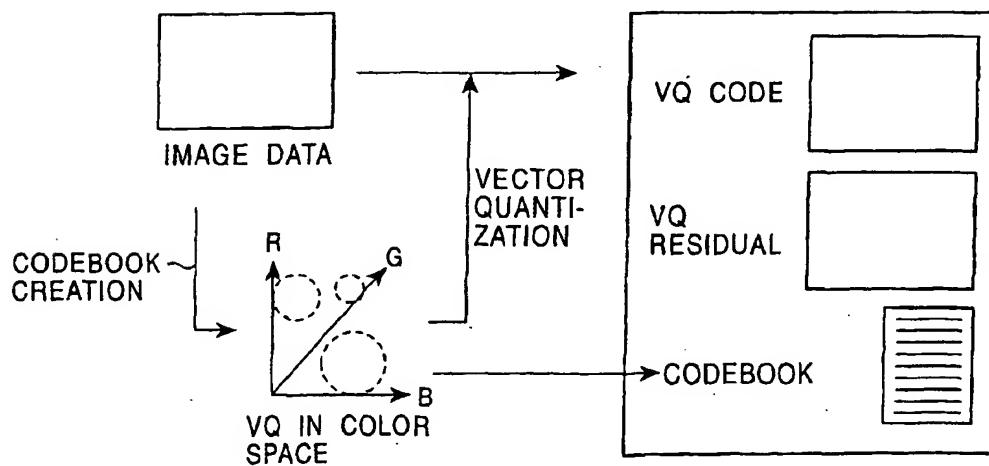 IMAGE DATA
CODEBOOK
CREATION
R
G
B
VQ IN COLOR
SPACE
VECTOR
QUANTI-
ZATION
VQ CODE
VQ
RESIDUAL
CODEBOOK